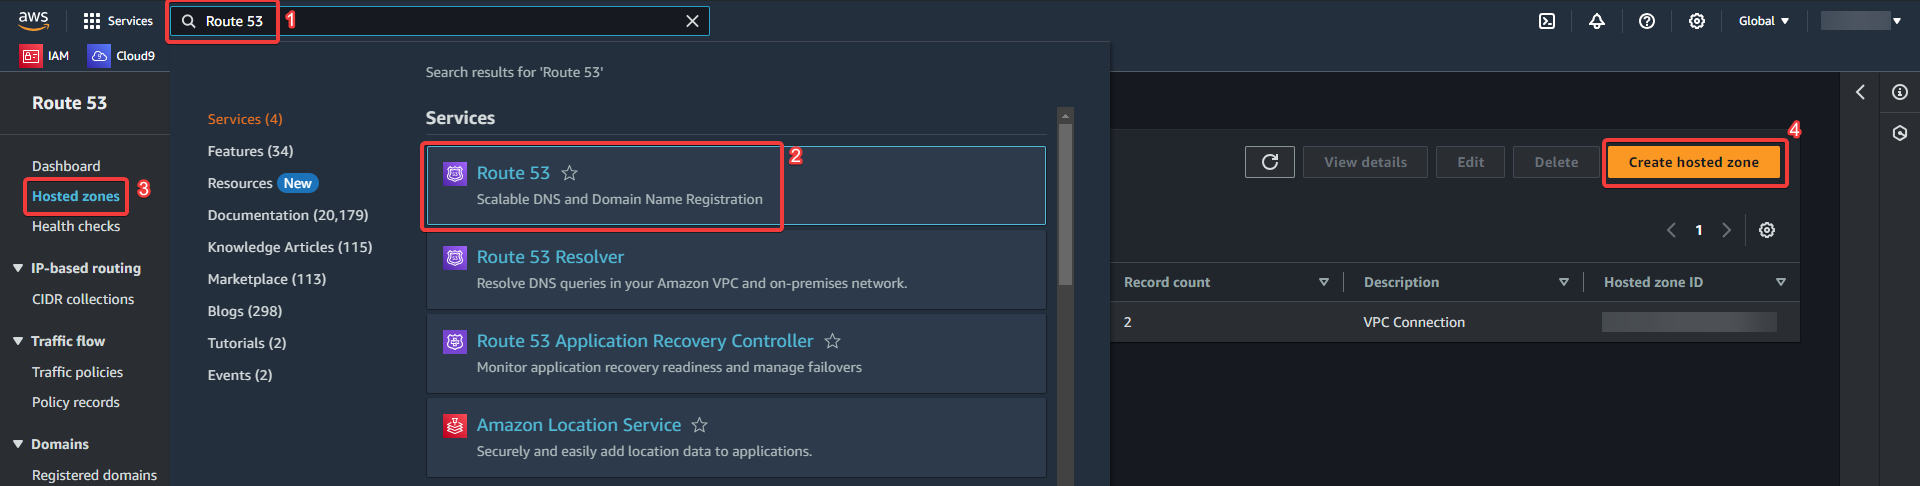 aws
Services
Route 53
1
Global
IAM
Cloud9
Route 53
Dashboard
Hosted zones
3
Health checks
IP-based routing
CIDR collections
Traffic flow
Traffic policies
Policy records
Domains
Registered domains
Search results for 'Route 53'
Services (4)
Features (34)
Resources New
Documentation (20,179)
Knowledge Articles (115)
Marketplace (113)
Blogs (298)
Tutorials (2)
Events (2)
Services
2
Route 53
Scalable DNS and Domain Name Registration
Route 53 Resolver
Resolve DNS queries in your Amazon VPC and on-premises network.
Route 53 Application Recovery Controller
Monitor application recovery readiness and manage failovers
Amazon Location Service
Securely and easily add location data to applications.
4
View details
Edit
Delete
Create hosted zone
1
Record count
Description
Hosted zone ID
2
VPC Connection